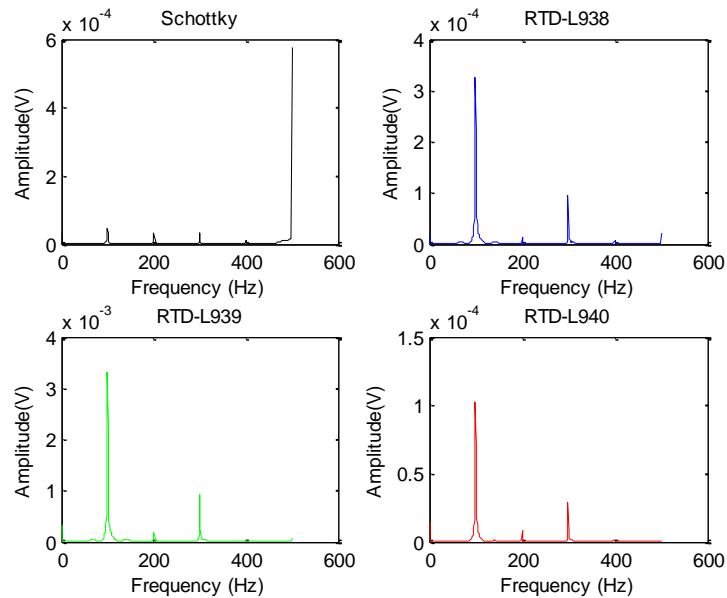 Schottky
x 10^-4
6
4
2
0
Amplitude(V)
0 200 400 600
Frequency (Hz)
RTD-L938
x 10^-4
4
3
2
1
0
Amplitude(V)
0 200 400 600
Frequency (Hz)
RTD-L939
x 10^-3
4
3
2
1
0
Amplitude(V)
0 200 400 600
Frequency (Hz)
RTD-L940
x 10^-4
1.5
1
0.5
0
Amplitude(V)
0 200 400 600
Frequency (Hz)